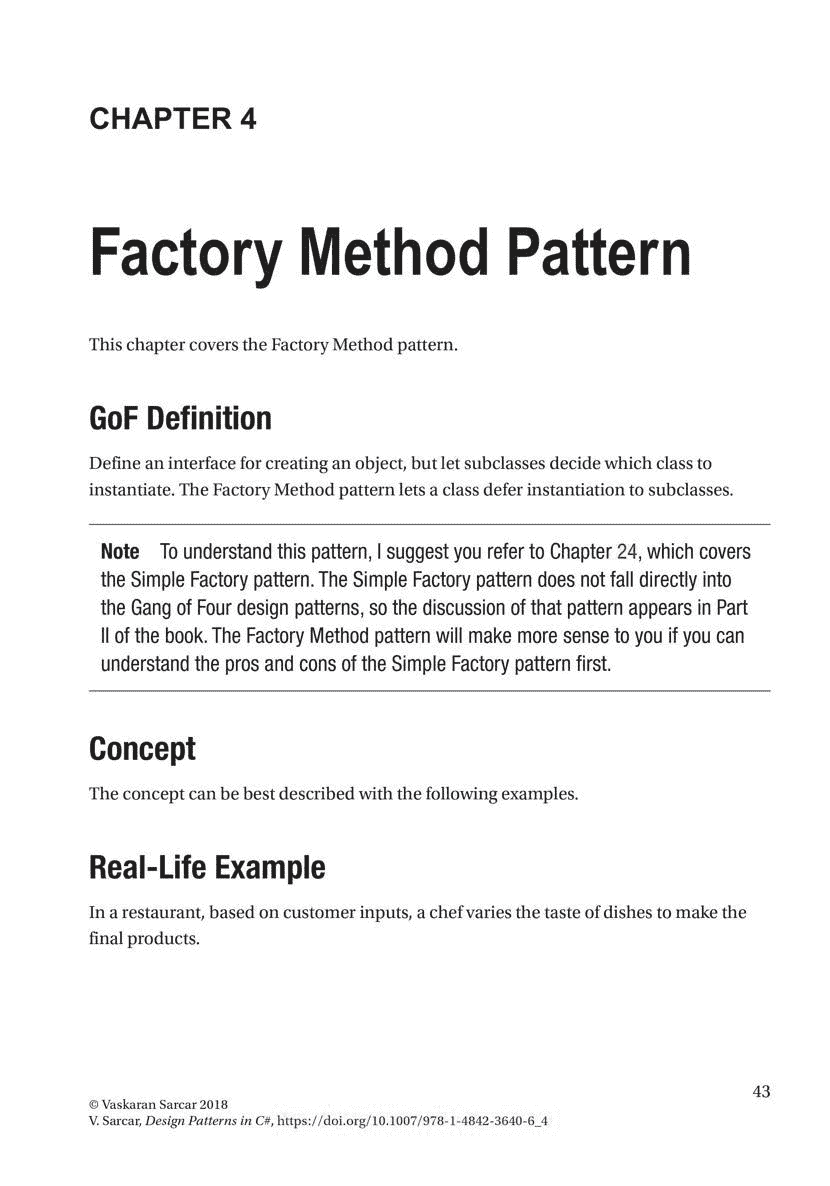 CHAPTER 4
Factory Method Pattern
This chapter covers the Factory Method pattern.
GoF Definition
Define an interface for creating an object, but let subclasses decide which class to
instantiate. The Factory Method pattern lets a class defer instantiation to subclasses.
Note To understand this pattern, I suggest you refer to Chapter 24, which covers
the Simple Factory pattern. The Simple Factory pattern does not fall directly into
the Gang of Four design patterns, so the discussion of that pattern appears in Part
II of the book. The Factory Method pattern will make more sense to you if you can
understand the pros and cons of the Simple Factory pattern first.
Concept
The concept can be best described with the following examples.
Real-Life Example
In a restaurant, based on customer inputs, a chef varies the taste of dishes to make the
final products.
43
© Vaskaran Sarcar 2018
V. Sarcar, Design Patterns in C#, https://doi.org/10.1007/978-1-4842-3640-6_4